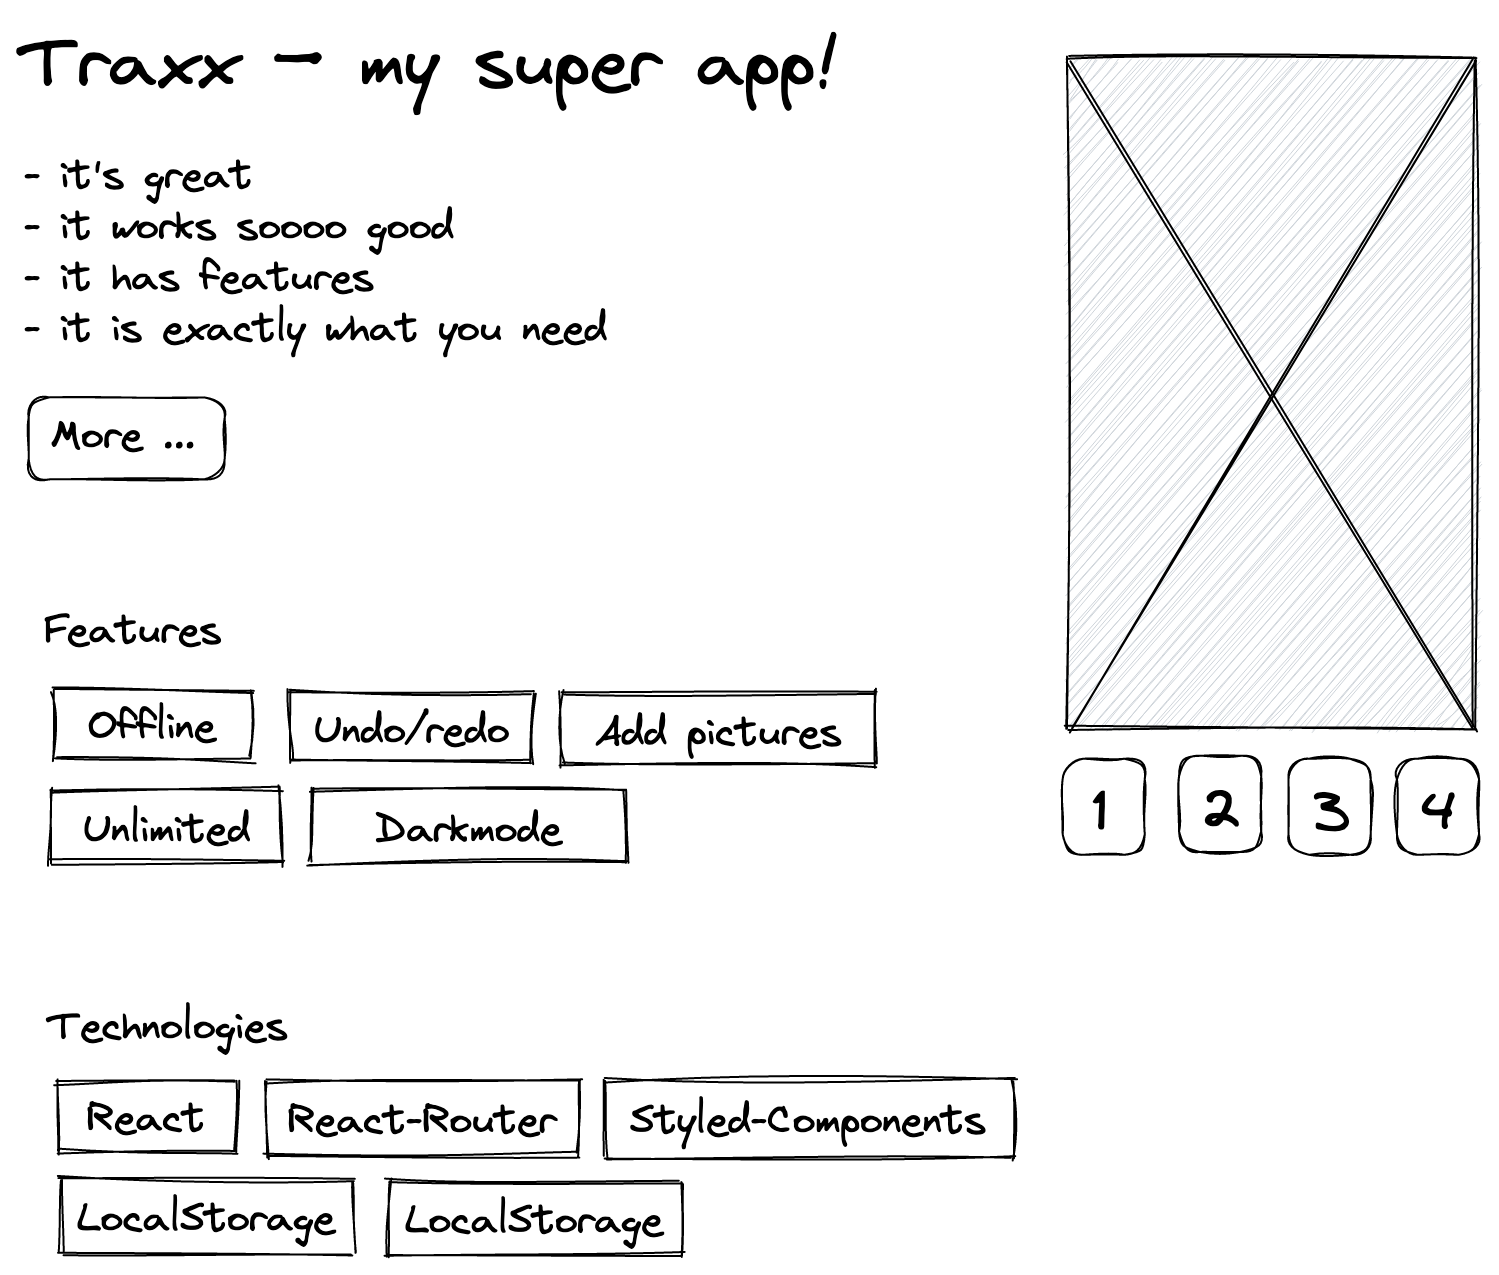 Traxx - my super app!
- it's great
- it works soooo good
- it has features
- it is exactly what you need
More ...
Features
Offline Undo/redo Add pictures
Unlimited Darkmode
1 2 3 4
Technologies
React React-Router Styled-Components
LocalStorage LocalStorage